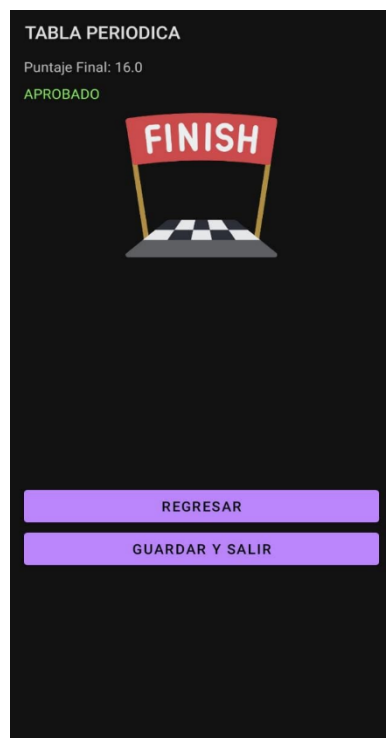 TABLA PERIODICA
Puntaje Final: 16.0
APROBADO
FINISH
REGRESAR
GUARDAR Y SALIR